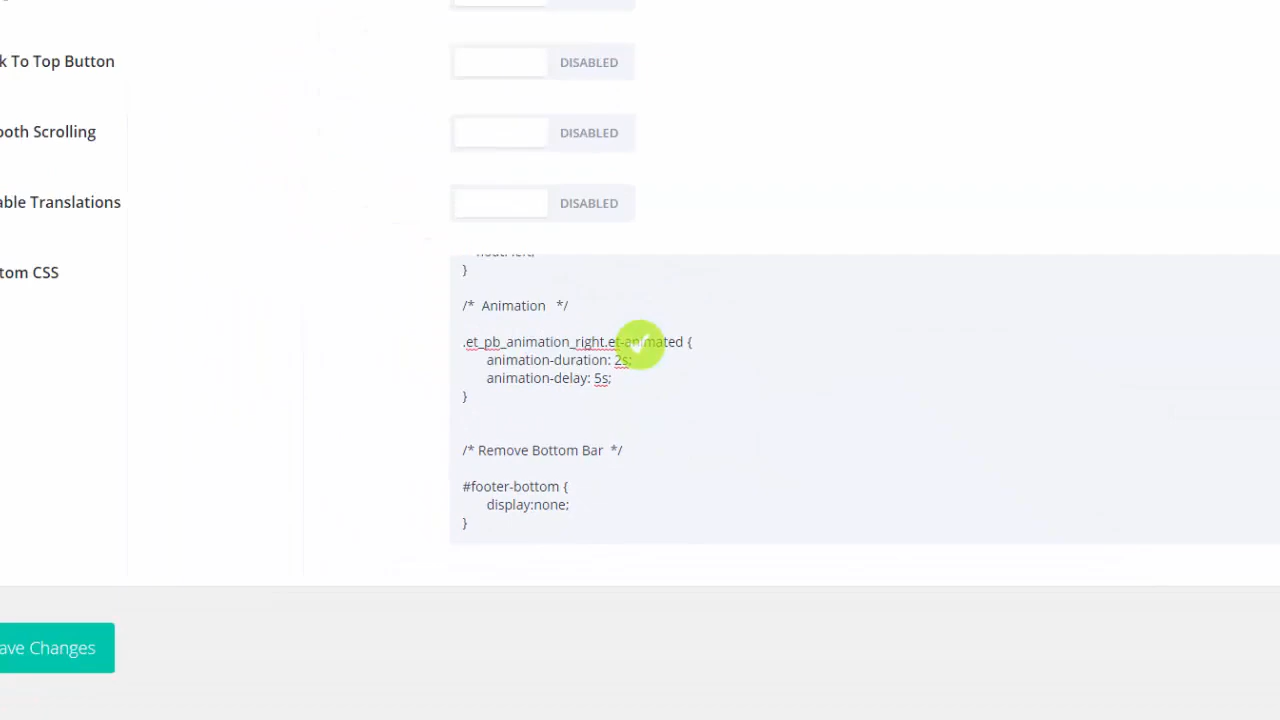 k To Top Button
DISABLED
ooth Scrolling
DISABLED
able Translations
DISABLED
tom CSS
}
/*  Animation   */
.et_pb_animation_right.et-animated {
animation-duration: 2s;
animation-delay: 5s;
}
/* Remove Bottom Bar  */
#footer-bottom {
display:none;
}
ave Changes